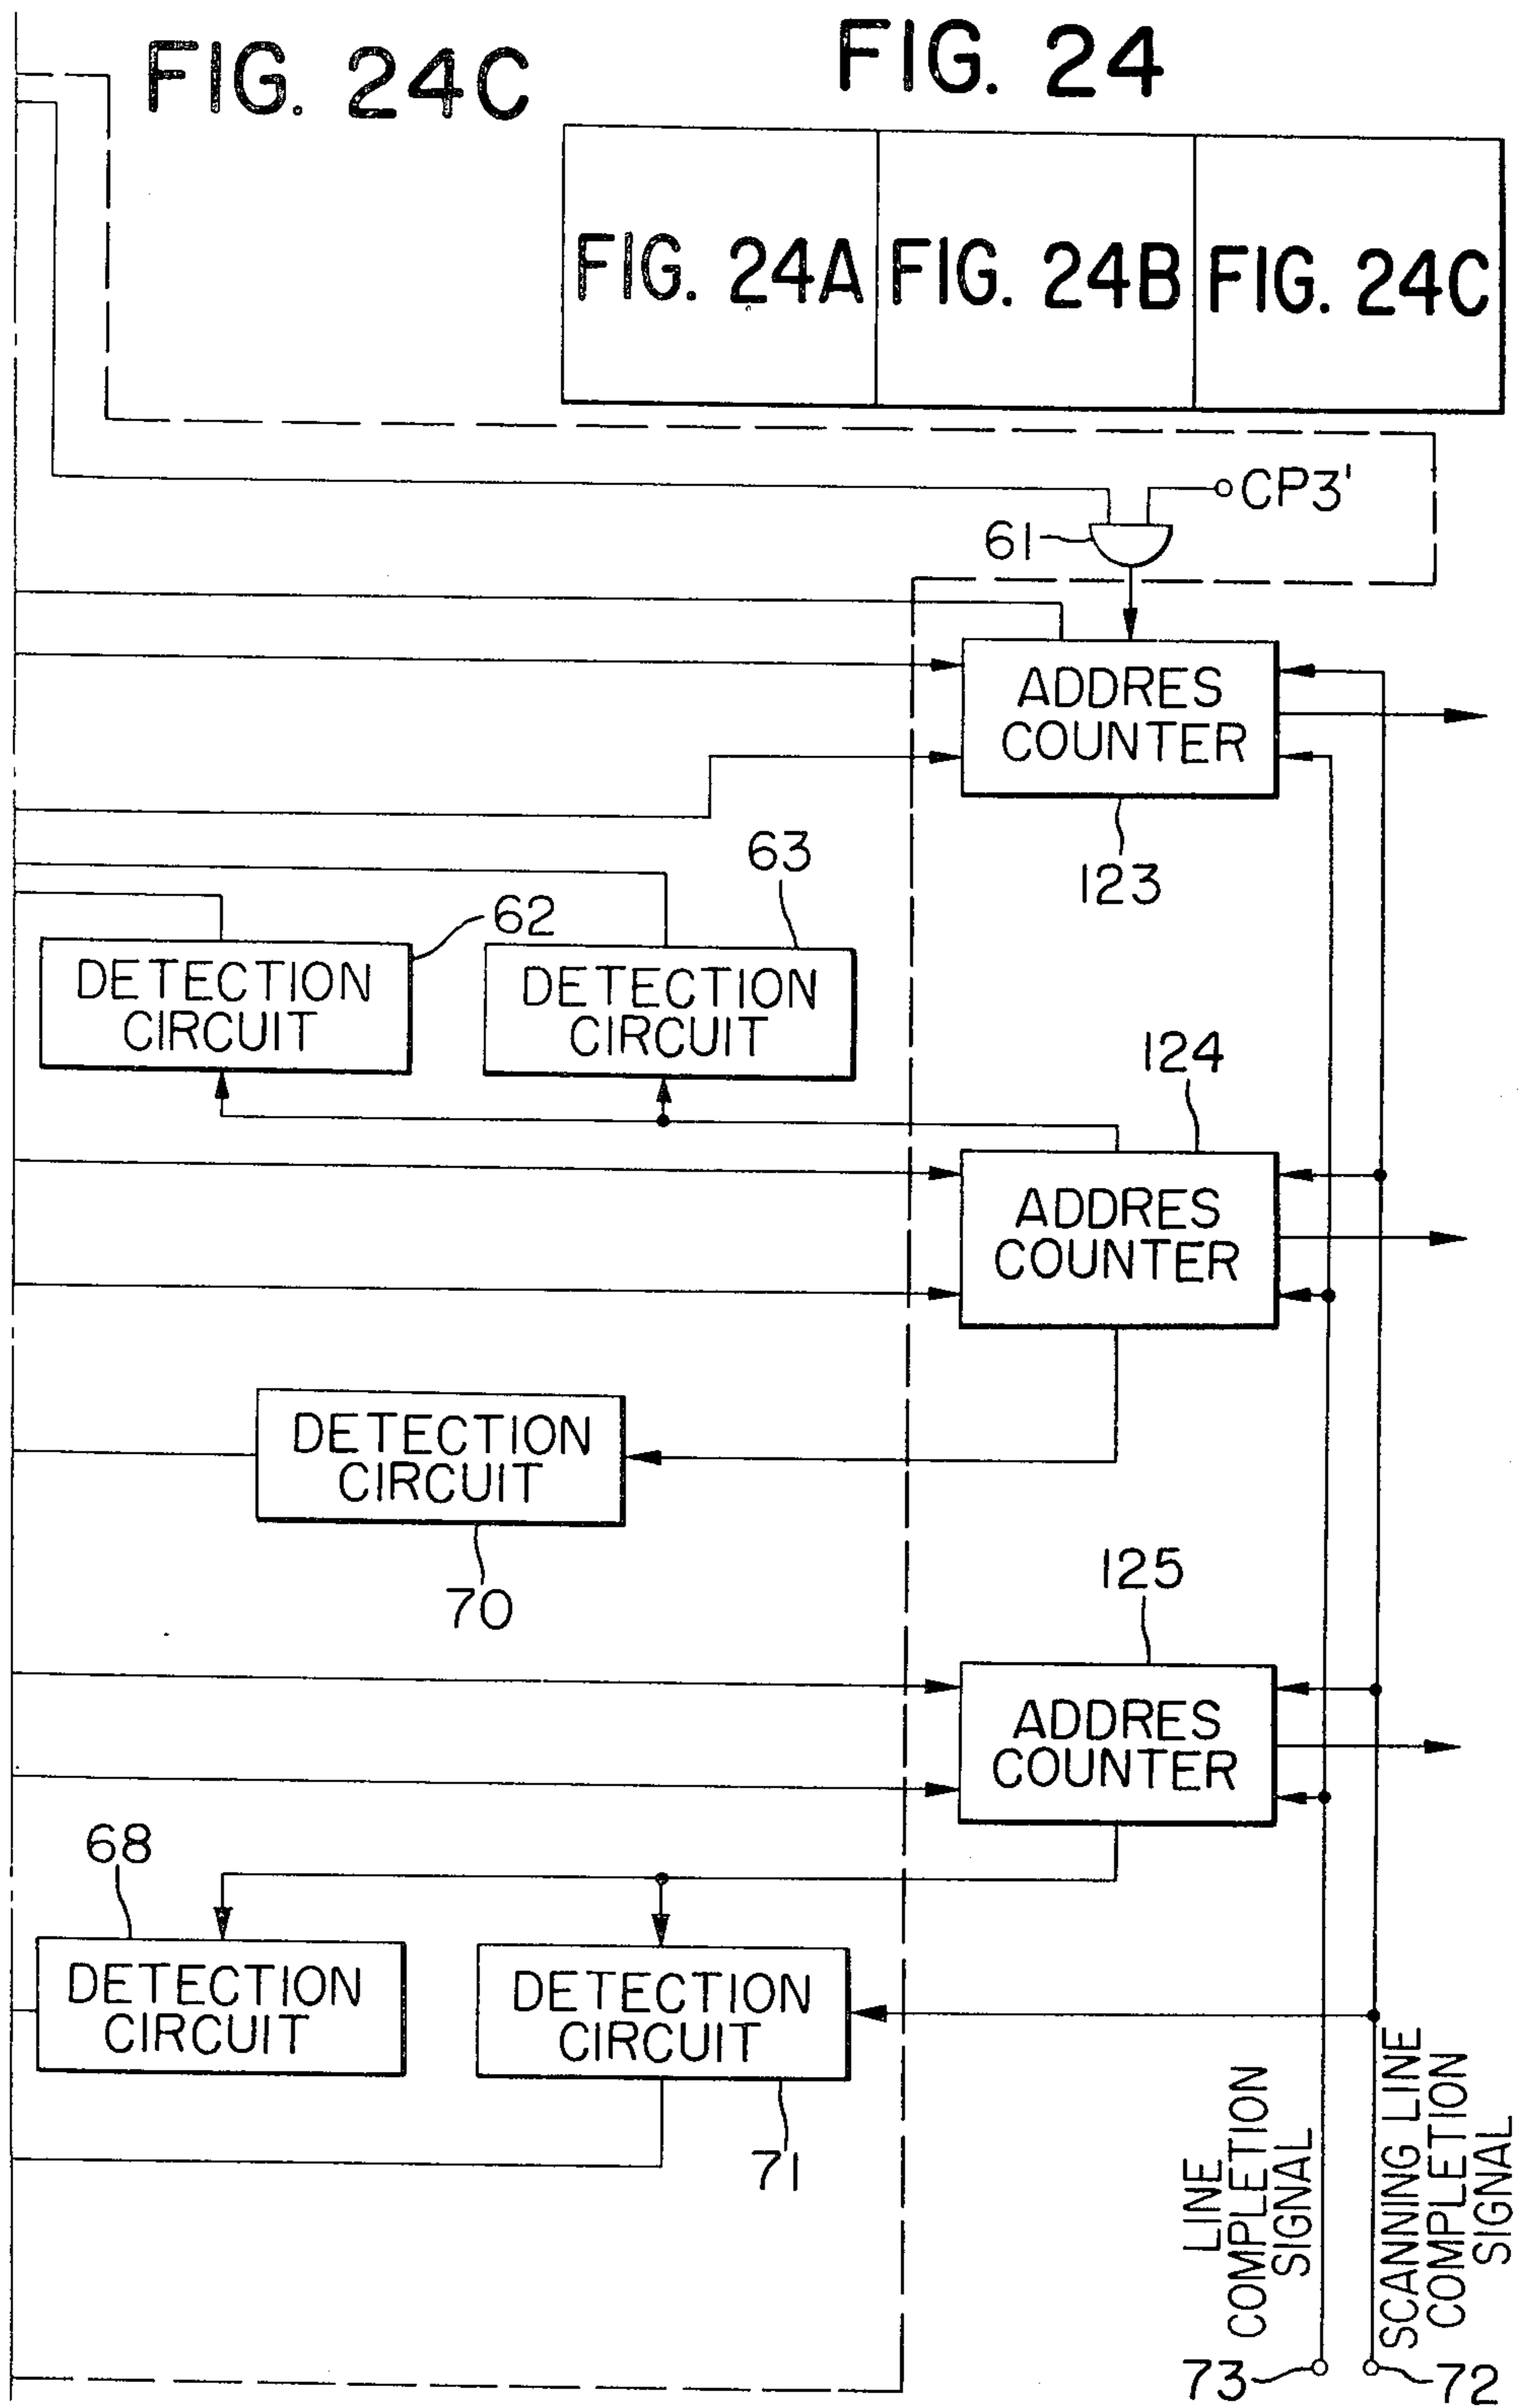 FIG. 24C
FIG. 24
FIG. 24A
FIG. 24B
FIG. 24C
CP3'
61
ADDRES
COUNTER
123
63
62
DETECTION
CIRCUIT
DETECTION
CIRCUIT
124
ADDRES
COUNTER
DETECTION
CIRCUIT
70
125
ADDRES
COUNTER
68
DETECTION
CIRCUIT
DETECTION
CIRCUIT
71
LINE
COMPLETION
SIGNAL
SCANNING LINE
COMPLETION
SIGNAL
73
72